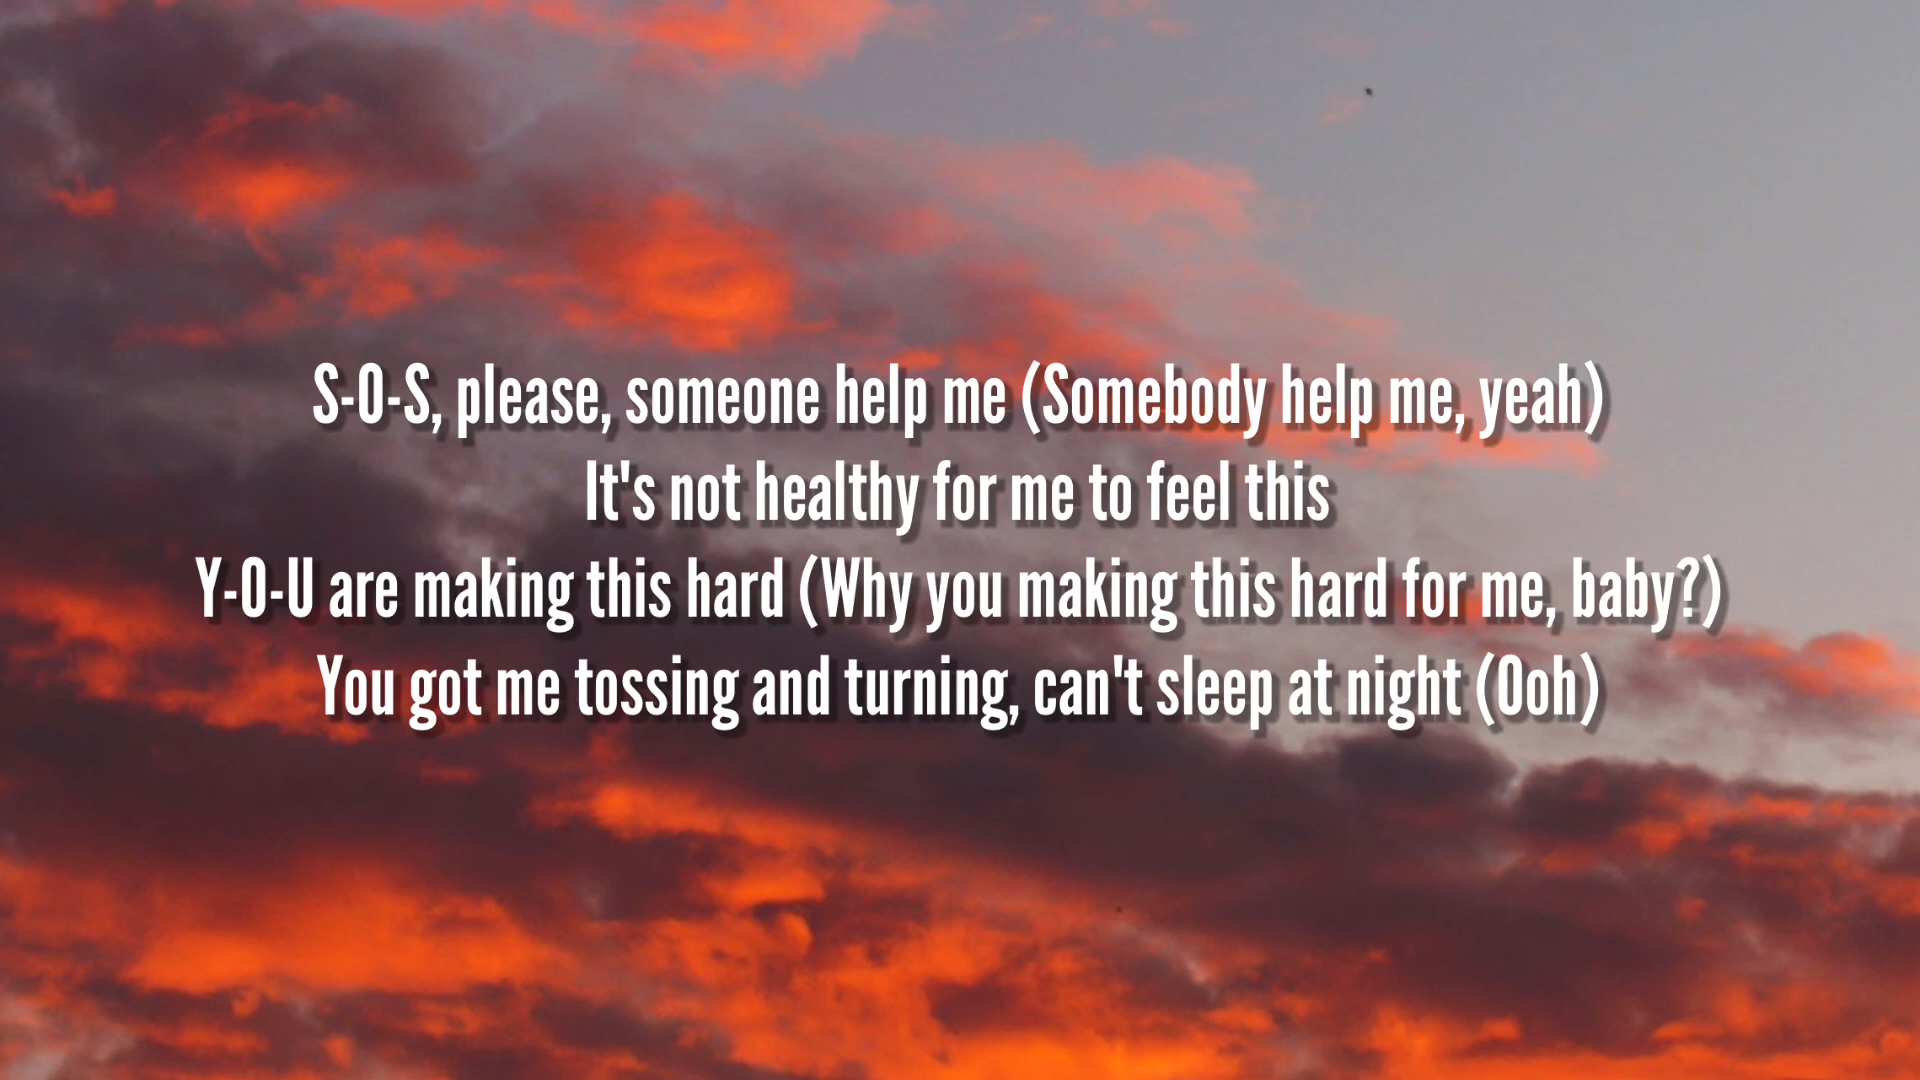 S-O-S, please, someone help me (Somebody help me, yeah)
It's not healthy for me to feel this
Y-O-U are making this hard (Why you making this hard for me, baby?)
You got me tossing and turning, can't sleep at night (Ooh)